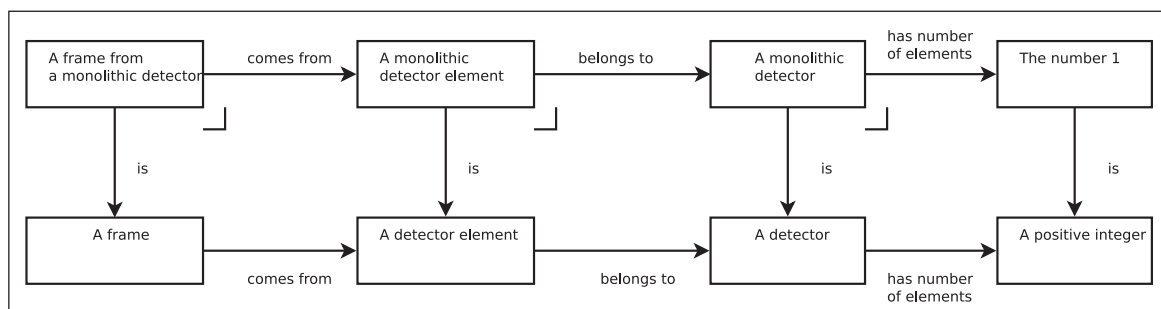 A frame from
a monolithic detector
comes from
A monolithic
detector element
belongs to
A monolithic
detector
has number
of elements
The number 1
is
is
is
is
A frame
comes from
A detector element
belongs to
A detector
has number
of elements
A positive integer